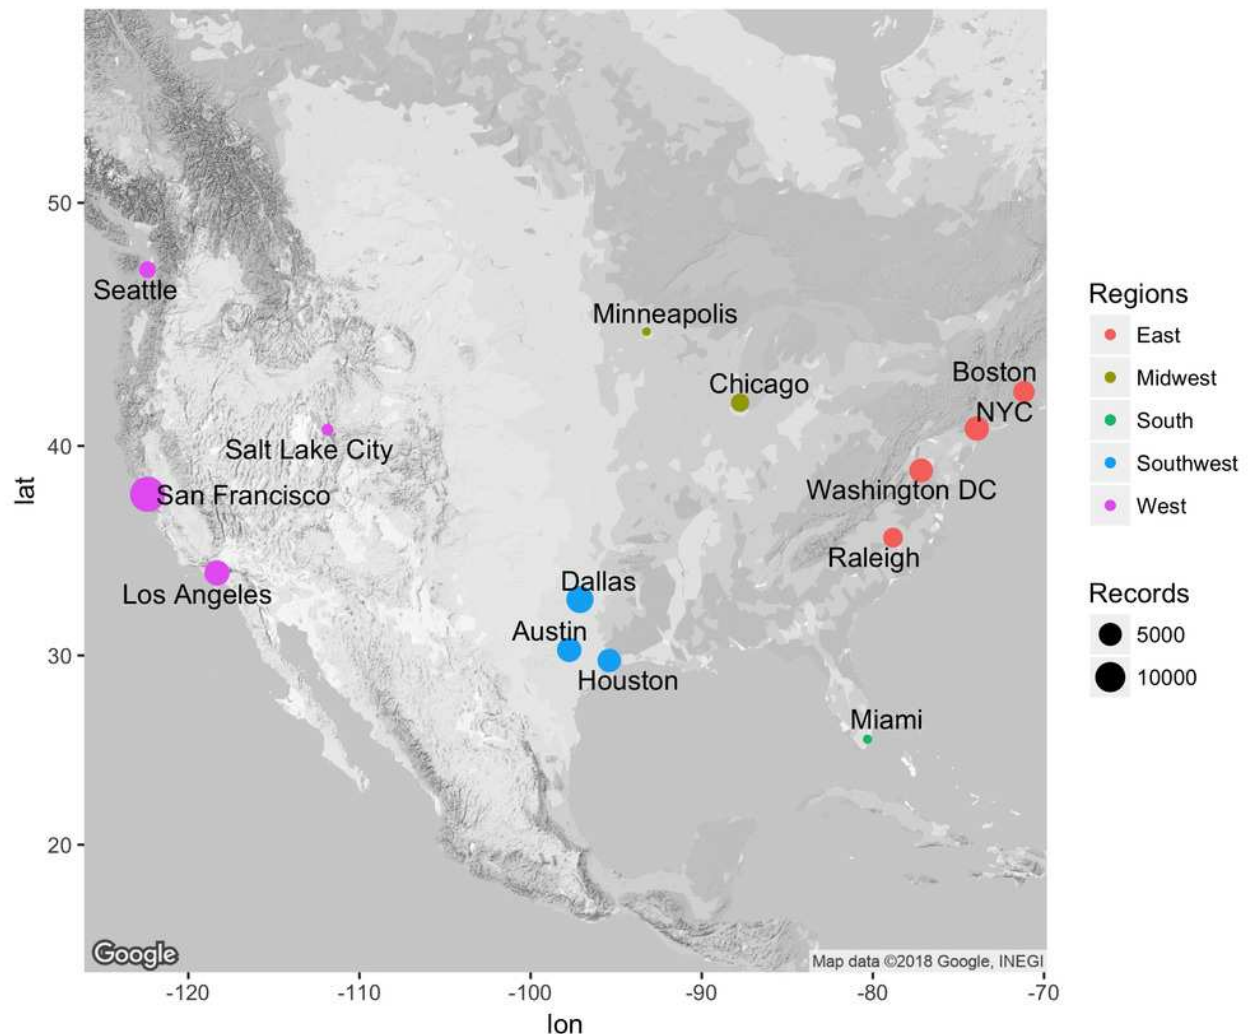 50
Seattle
Minneapolis
Boston
Chicago
NYC
40
Salt Lake City
San Francisco
Washington DC
Raleigh
Los Angeles
Dallas
Austin
30
Houston
Miami
20
Google
Map data ©2018 Google, INEGI
-120
-110
-100
-90
-80
-70
lon
lat
Regions
East
Midwest
South
Southwest
West
Records
5000
10000